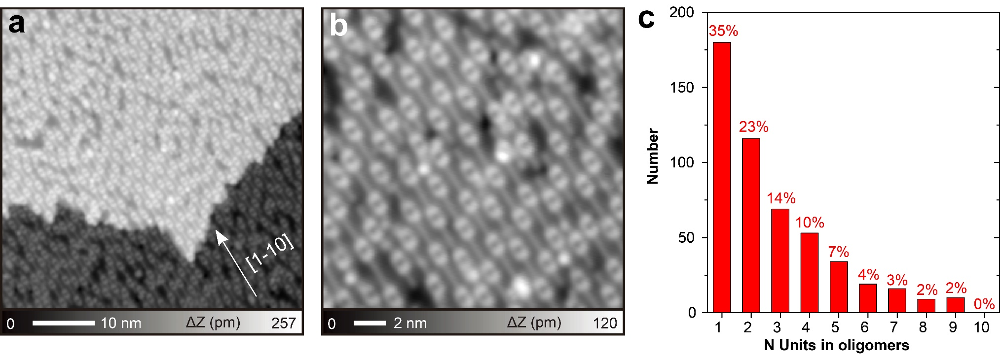 a
[1-10]
0 10 nm ΔZ (pm) 257
b
0 2 nm ΔZ (pm) 120
c
200
150
100
50
0
Number
35%
23%
14%
10%
7%
4%
3%
2%
2%
0%
1 2 3 4 5 6 7 8 9 10
N Units in oligomers